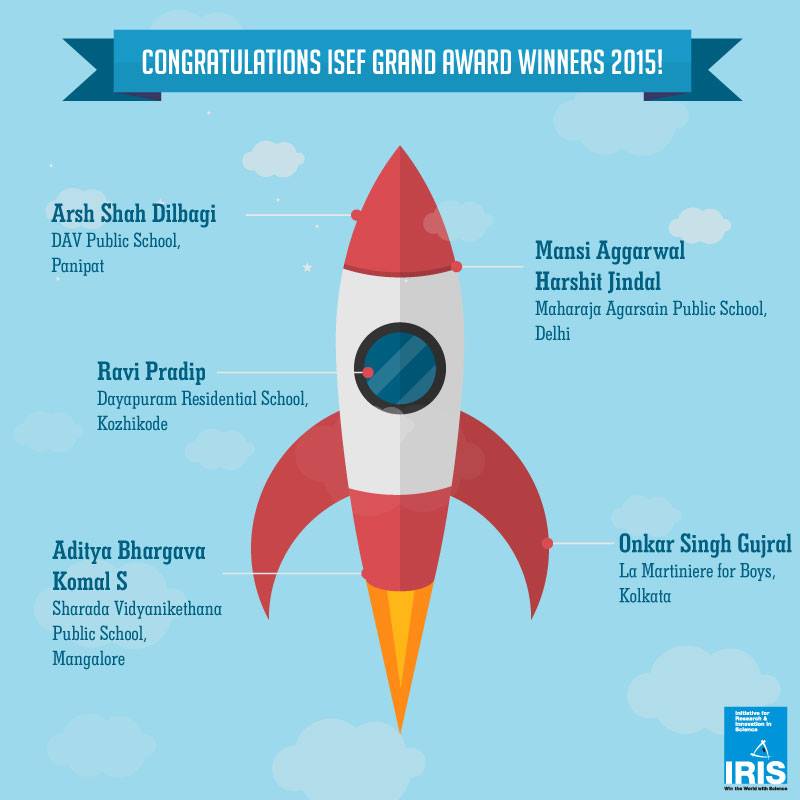 CONGRATULATIONS ISEF GRAND AWARD WINNERS 2015!
Arsh Shah Dilbagi
DAV Public School,
Panipat
Mansi Aggarwal
Harshit Jindal
Maharaja Agarsain Public School,
Delhi
Ravi Pradip
Dayapuram Residential School,
Kozhikode
Aditya Bhargava
Komal S
Sharada Vidyanikethana
Public School,
Mangalore
Onkar Singh Gujral
La Martiniere for Boys,
Kolkata
Initiative for
Research &
Innovation in
Science
IRIS
Win the World with Science